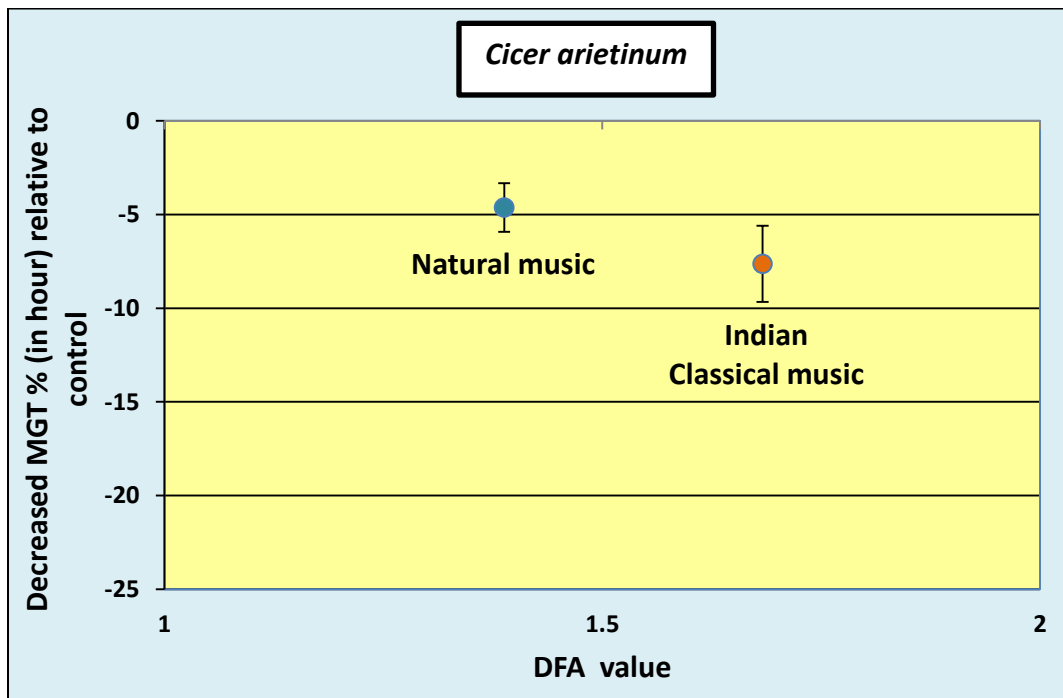 Cicer arietinum
Decreased MGT % (in hour) relative to
control
0
-5
-10
-15
-20
-25
Natural music
Indian
Classical music
1
1.5
2
DFA value